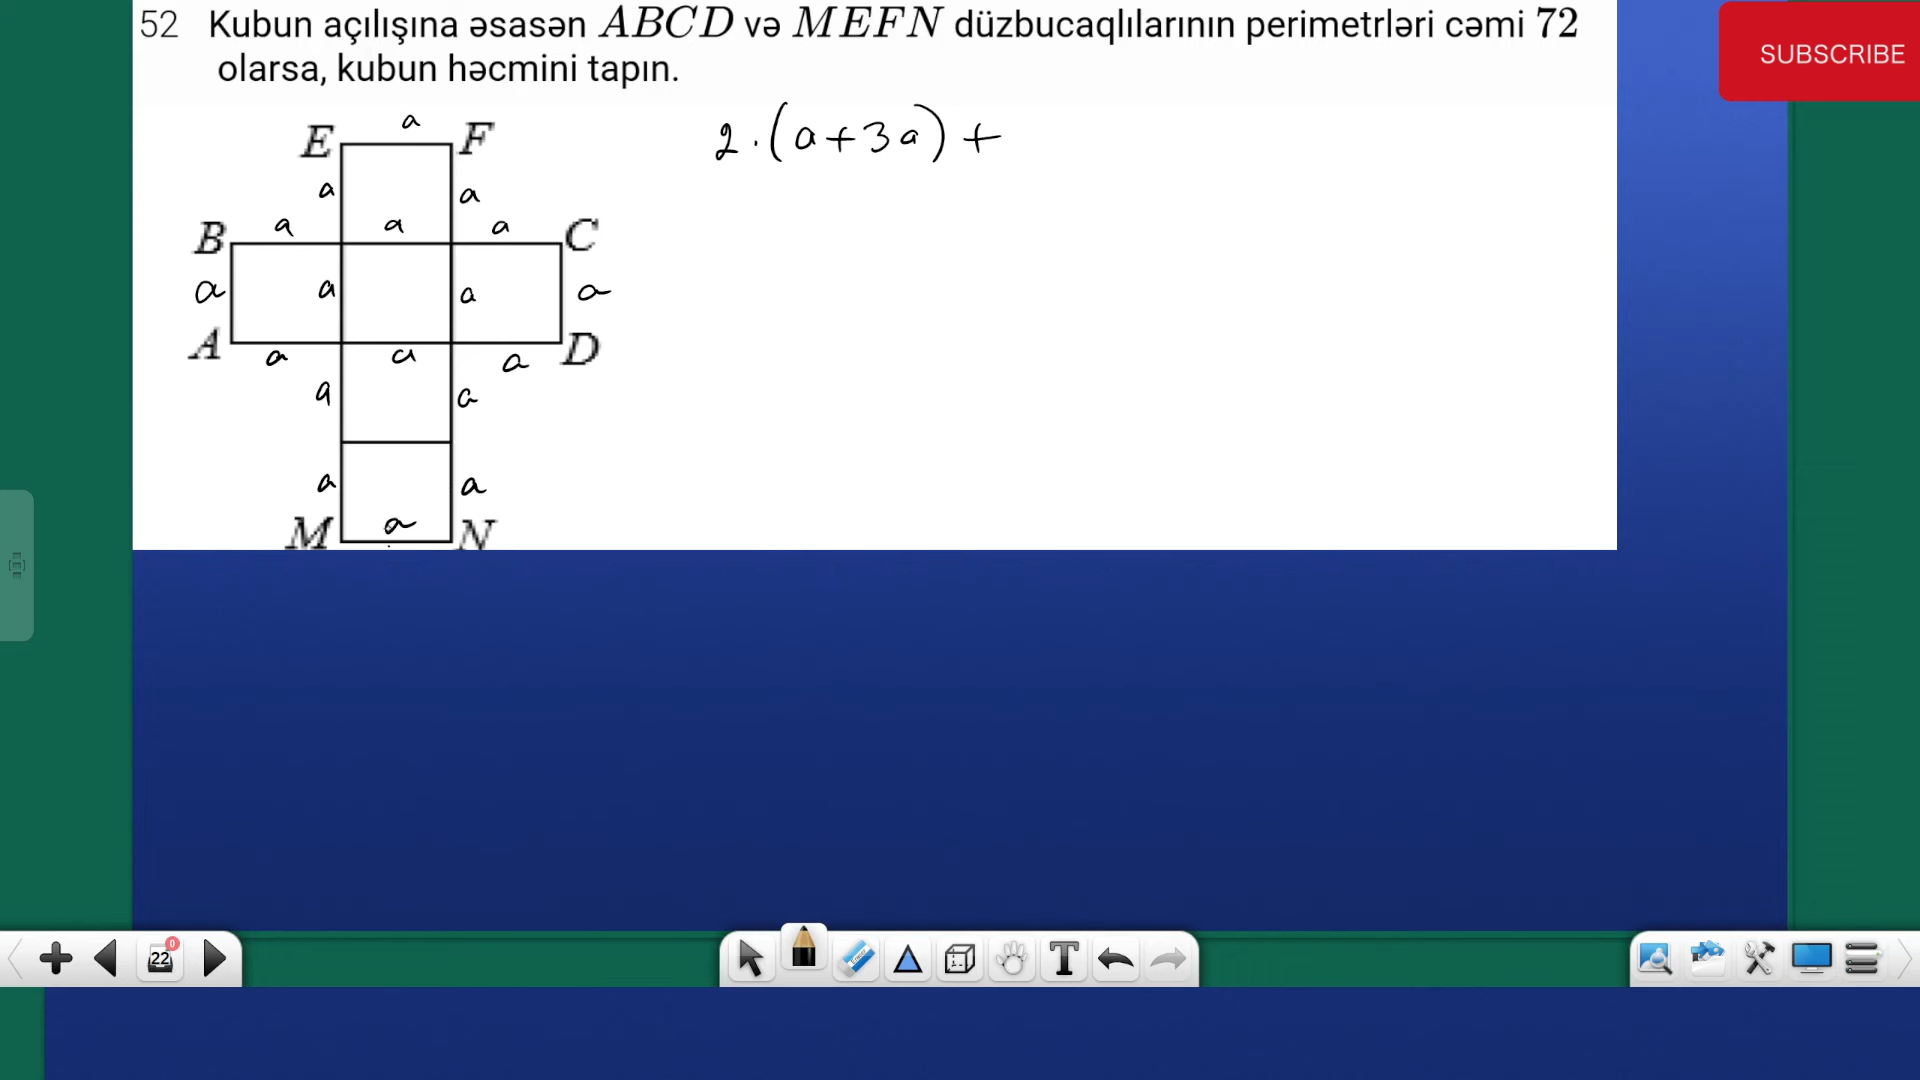 52 Kubun açılışına əsasən ABCD və MEFN düzbucaqlılarının perimetrləri cəmi 72
olarsa, kubun həcmini tapın.
SUBSCRIBE
2·(a+3a)+
a
E F
a a
B a a a C
a a a a
A a a a D
a a
a a
M a N
0
22
T